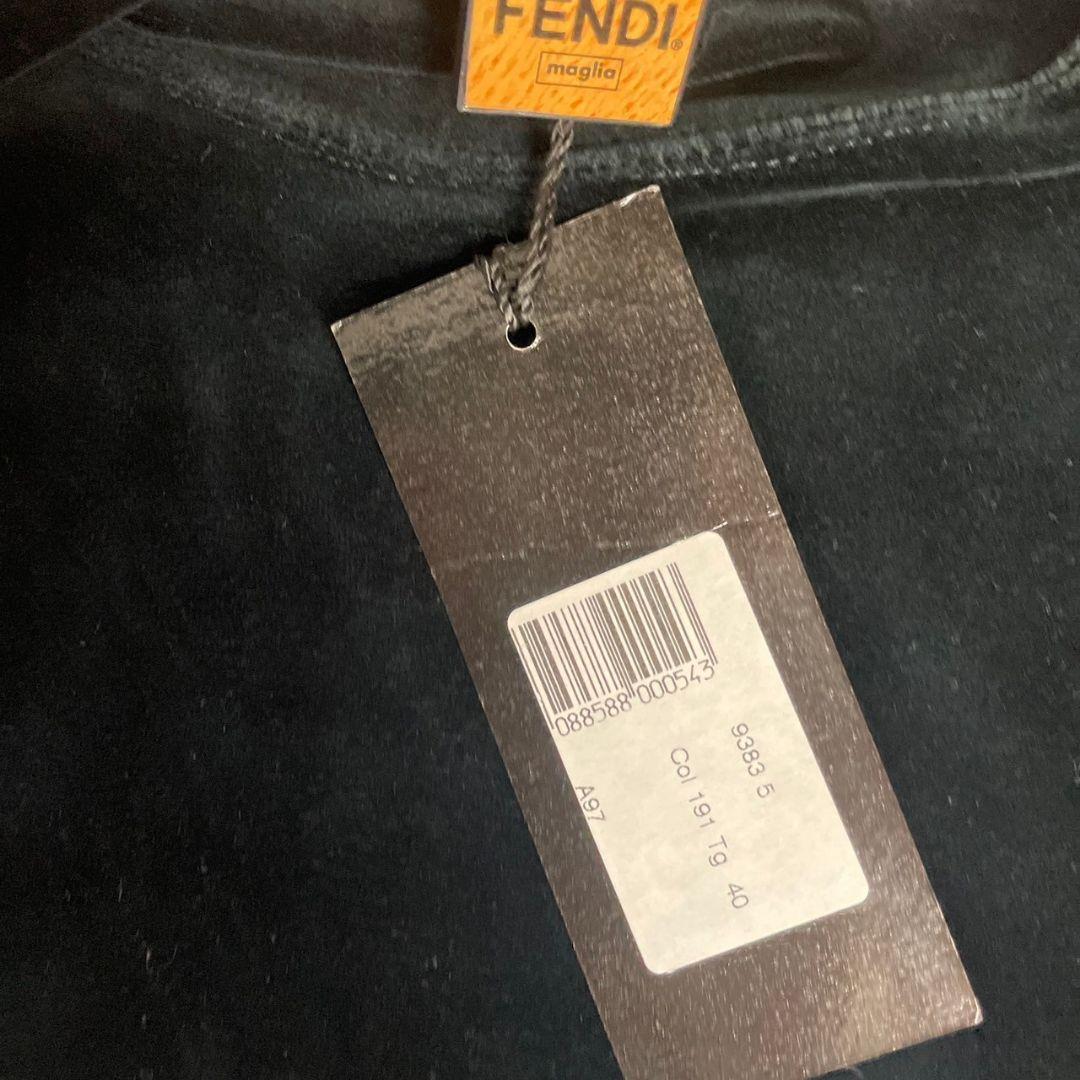 FENDI®
maglia
088588 000543
9383 5
Col 191 Tg 40
A97